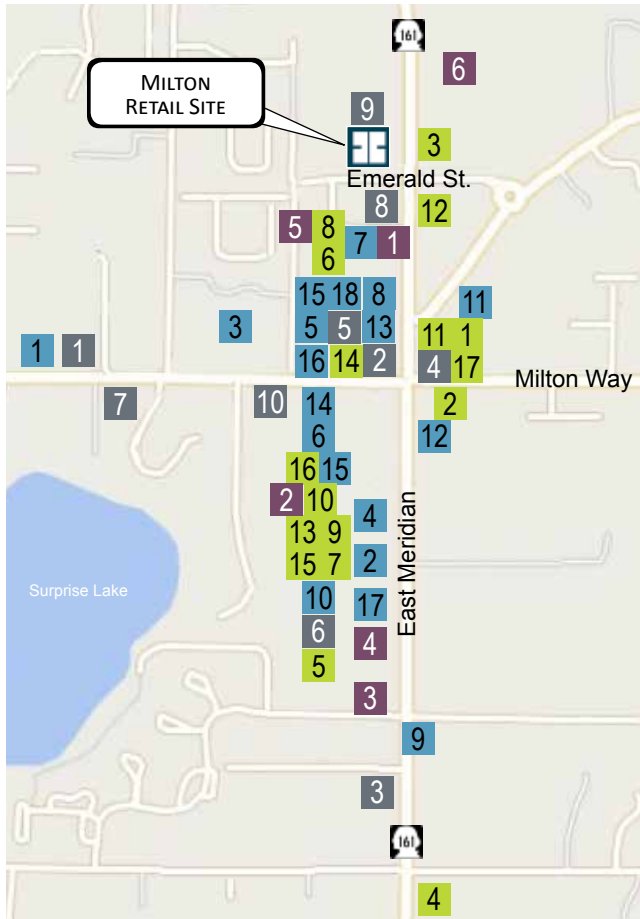 161
6
MILTON
RETAIL SITE
9
3
Emerald St.
8 12
5 8 7 1
6
15 18 8 11
3 5 5 13 11 1
1 1 16 14 2 4 17
Milton Way
7 10 14 2
6 12
16 15
2 10 4
13 9
15 7 2
10 17
6 4
5
East Meridian
Surprise Lake
3
9
3
161
4